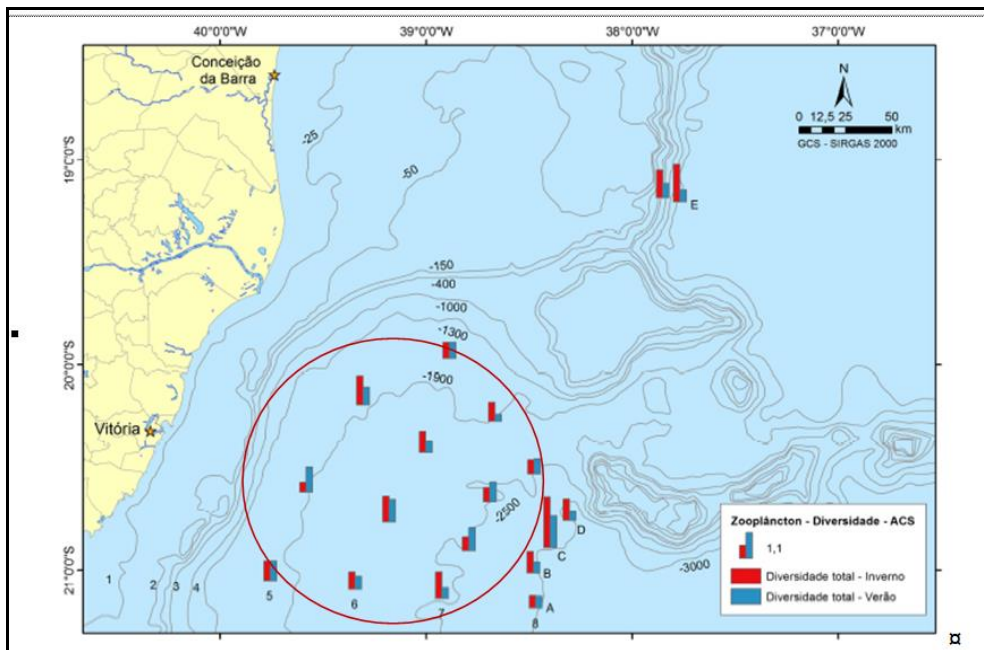 40°0'0"W
39°0'0"W
38°0'0"W
37°0'0"W
Conceição
da Barra
N
0 12,5 25 50
km
GCS - SIRGAS 2000
19°0'0"S
-25
-50
E
-150
-400
-1000
-1300
20°0'0"S
-1900
Vitória
-2500
D
C
-3000
B
A
21°0'0"S
1
2
3
4
5
6
7
8
Zooplâncton - Diversidade - ACS
1,1
Diversidade total - Inverno
Diversidade total - Verão
¤